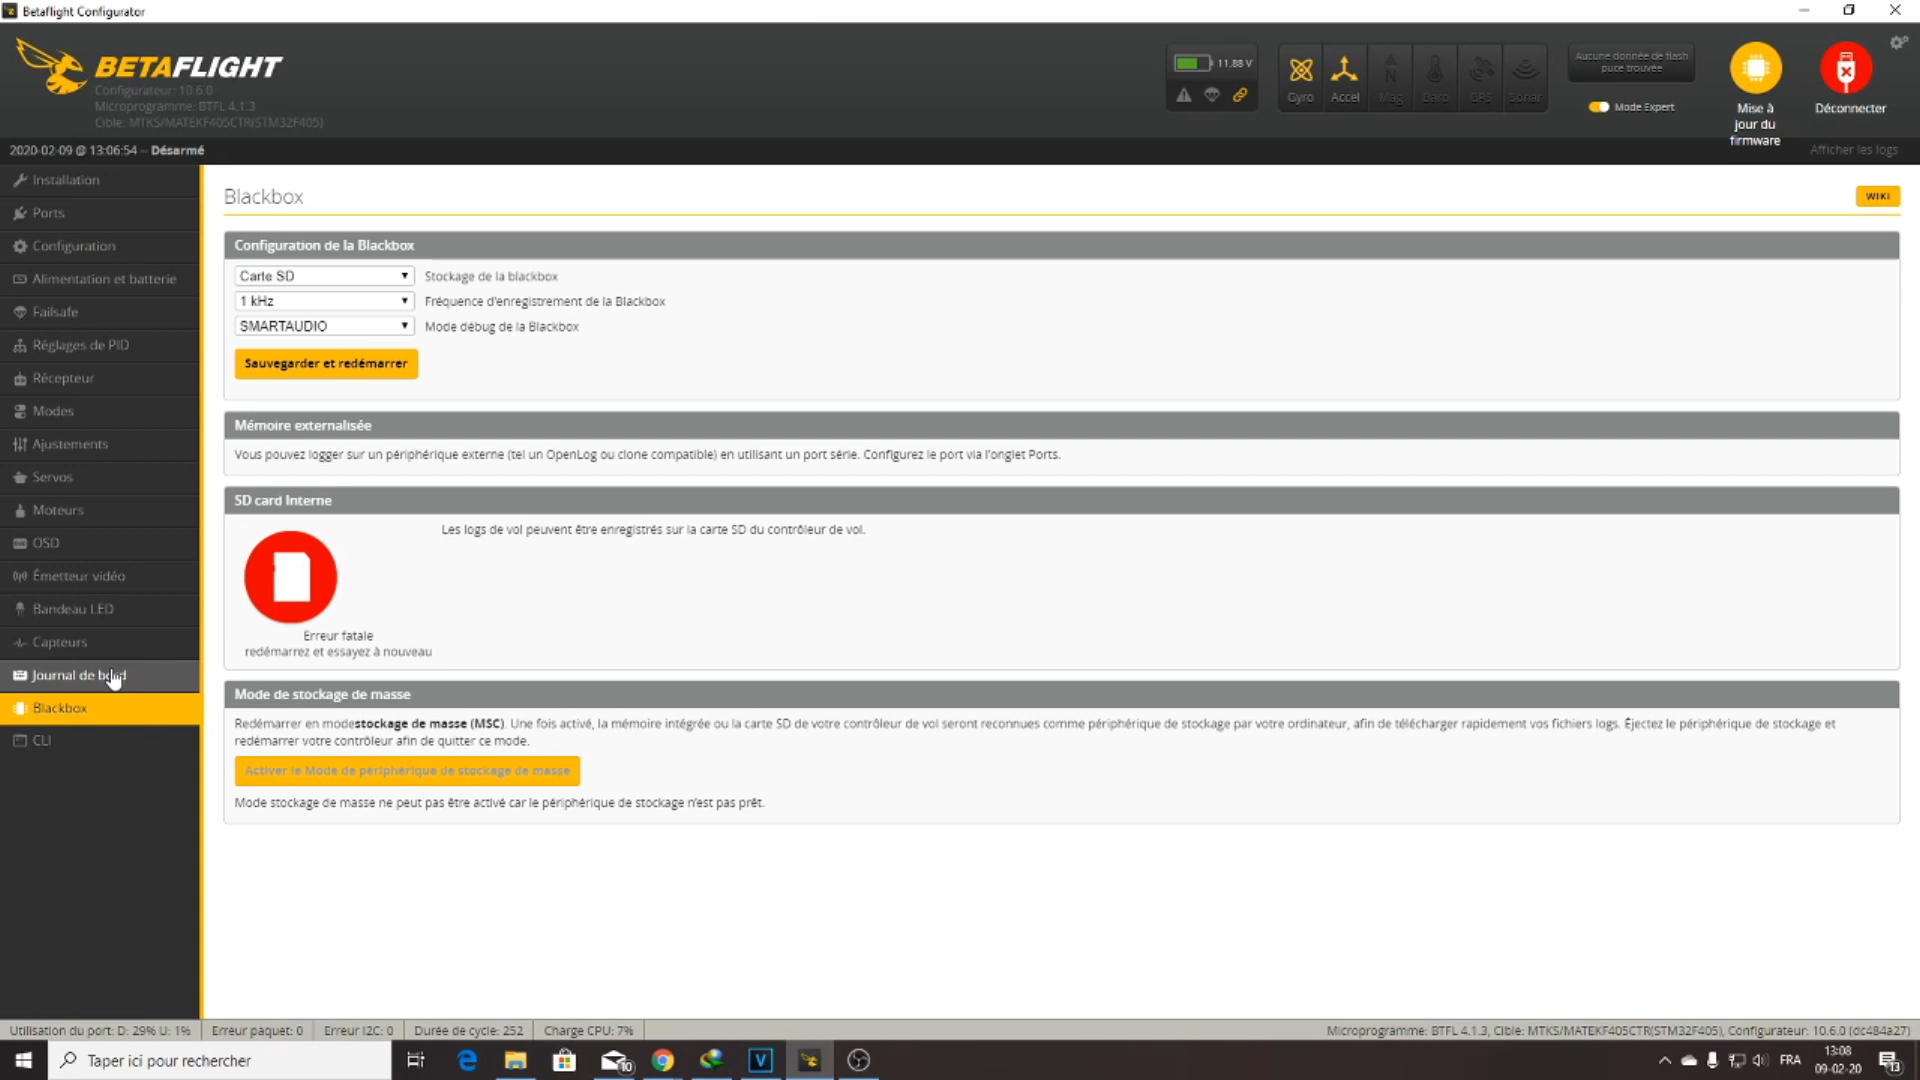 Betaflight Configurator
BETAFLIGHT
Configurateur: 10.6.0
Microprogramme: BTFL 4.1.3
Cible: MTKS/MATEKF405CTR(STM32F405)
11.88 V
Gyro
Accel
Mag
Baro
GPS
Sonar
Aucune donnée de flash
puce trouvée
Mode Expert
Mise à
jour du
firmware
Déconnecter
2020-02-09 @ 13:06:54 -- Désarmé
Afficher les logs
Installation
Ports
Configuration
Alimentation et batterie
Failsafe
Réglages de PID
Récepteur
Modes
Ajustements
Servos
Moteurs
OSD
Émetteur vidéo
Bandeau LED
Capteurs
Journal de bord
Blackbox
CLI
Blackbox
WIKI
Configuration de la Blackbox
Carte SD
Stockage de la blackbox
1 kHz
Fréquence d'enregistrement de la Blackbox
SMARTAUDIO
Mode débug de la Blackbox
Sauvegarder et redémarrer
Mémoire externalisée
Vous pouvez logger sur un périphérique externe (tel un OpenLog ou clone compatible) en utilisant un port série. Configurez le port via l'onglet Ports.
SD card Interne
Les logs de vol peuvent être enregistrés sur la carte SD du contrôleur de vol.
Erreur fatale
redémarrez et essayez à nouveau
Mode de stockage de masse
Redémarrer en modestockage de masse (MSC). Une fois activé, la mémoire intégrée ou la carte SD de votre contrôleur de vol seront reconnues comme périphérique de stockage par votre ordinateur, afin de télécharger rapidement vos fichiers logs. Éjectez le périphérique de stockage et
redémarrer votre contrôleur afin de quitter ce mode.
Activer le Mode de périphérique de stockage de masse
Mode stockage de masse ne peut pas être activé car le périphérique de stockage n'est pas prêt.
Utilisation du port: D: 29% U: 1%
Erreur paquet: 0
Erreur I2C: 0
Durée de cycle: 252
Charge CPU: 7%
Microprogramme: BTFL 4.1.3, Cible: MTKS/MATEKF405CTR(STM32F405), Configurateur: 10.6.0 (dc484a27)
Taper ici pour rechercher
10
V
FRA
13:08
09-02-20
13